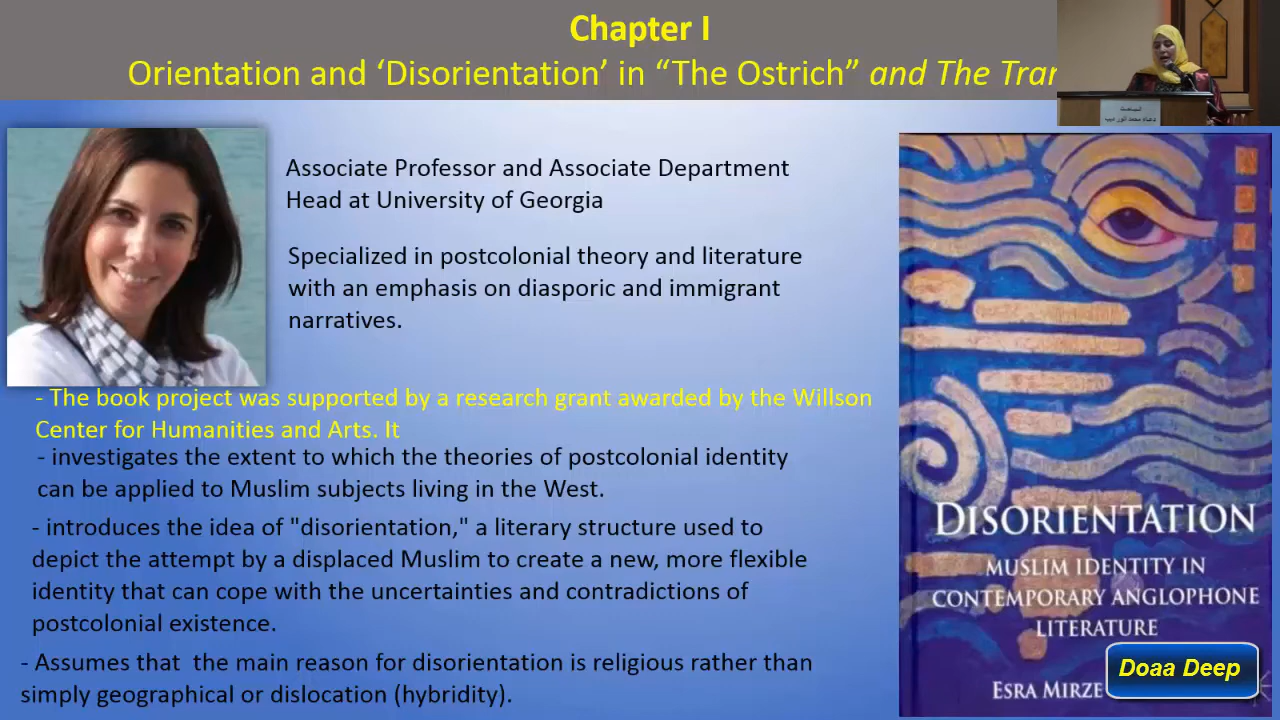 Chapter I
Orientation and ‘Disorientation’ in “The Ostrich” and The Tran
الباحثة
دعاء محمد أنور ديب
Associate Professor and Associate Department
Head at University of Georgia
Specialized in postcolonial theory and literature
with an emphasis on diasporic and immigrant
narratives.
- The book project was supported by a research grant awarded by the Willson
Center for Humanities and Arts. It
- investigates the extent to which the theories of postcolonial identity
can be applied to Muslim subjects living in the West.
- introduces the idea of "disorientation," a literary structure used to
depict the attempt by a displaced Muslim to create a new, more flexible
identity that can cope with the uncertainties and contradictions of
postcolonial existence.
- Assumes that the main reason for disorientation is religious rather than
simply geographical or dislocation (hybridity).
DISORIENTATION
MUSLIM IDENTITY IN
CONTEMPORARY ANGLOPHONE
LITERATURE
ESRA MIRZE
Doaa Deep